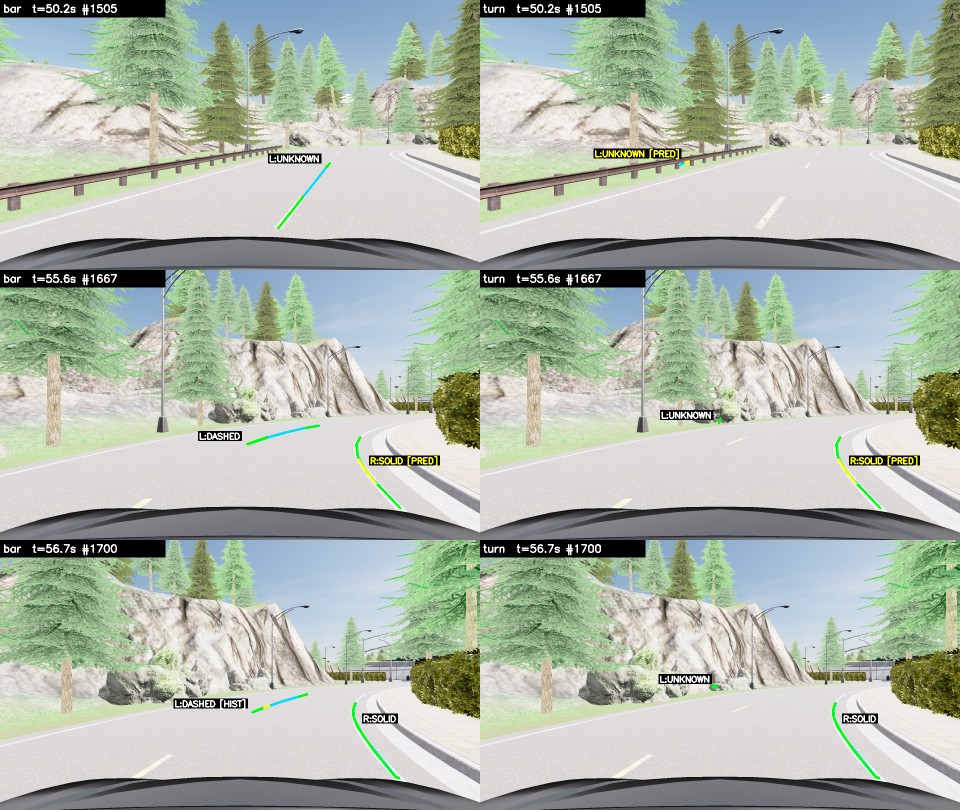 bar t=50.2s #1505
turn t=50.2s #1505
L:UNKNOWN
L:UNKNOWN [PRED]
bar t=55.6s #1667
turn t=55.6s #1667
L:DASHED
R:SOLID [PRED]
L:UNKNOWN
R:SOLID [PRED]
bar t=56.7s #1700
turn t=56.7s #1700
L:DASHED [HIST]
R:SOLID
L:UNKNOWN
R:SOLID